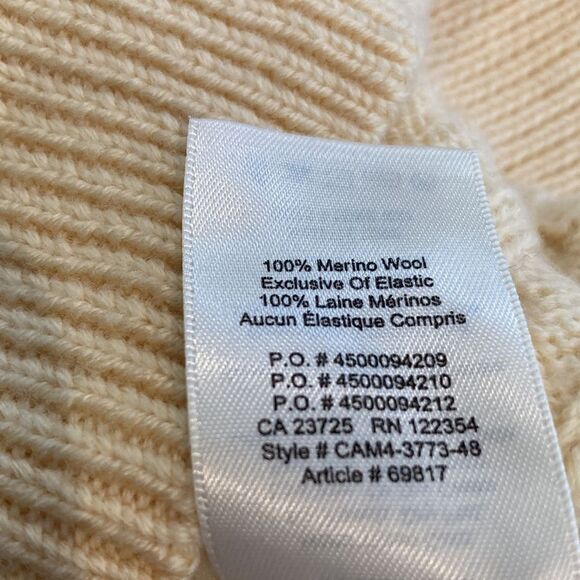 100% Merino Wool
Exclusive Of Elastic
100% Laine Mérinos
Aucun Élastique Compris
P.O. # 4500094209
P.O. # 4500094210
P.O. # 4500094212
CA 23725 RN 122354
Style # CAM4-3773-48
Article # 69817